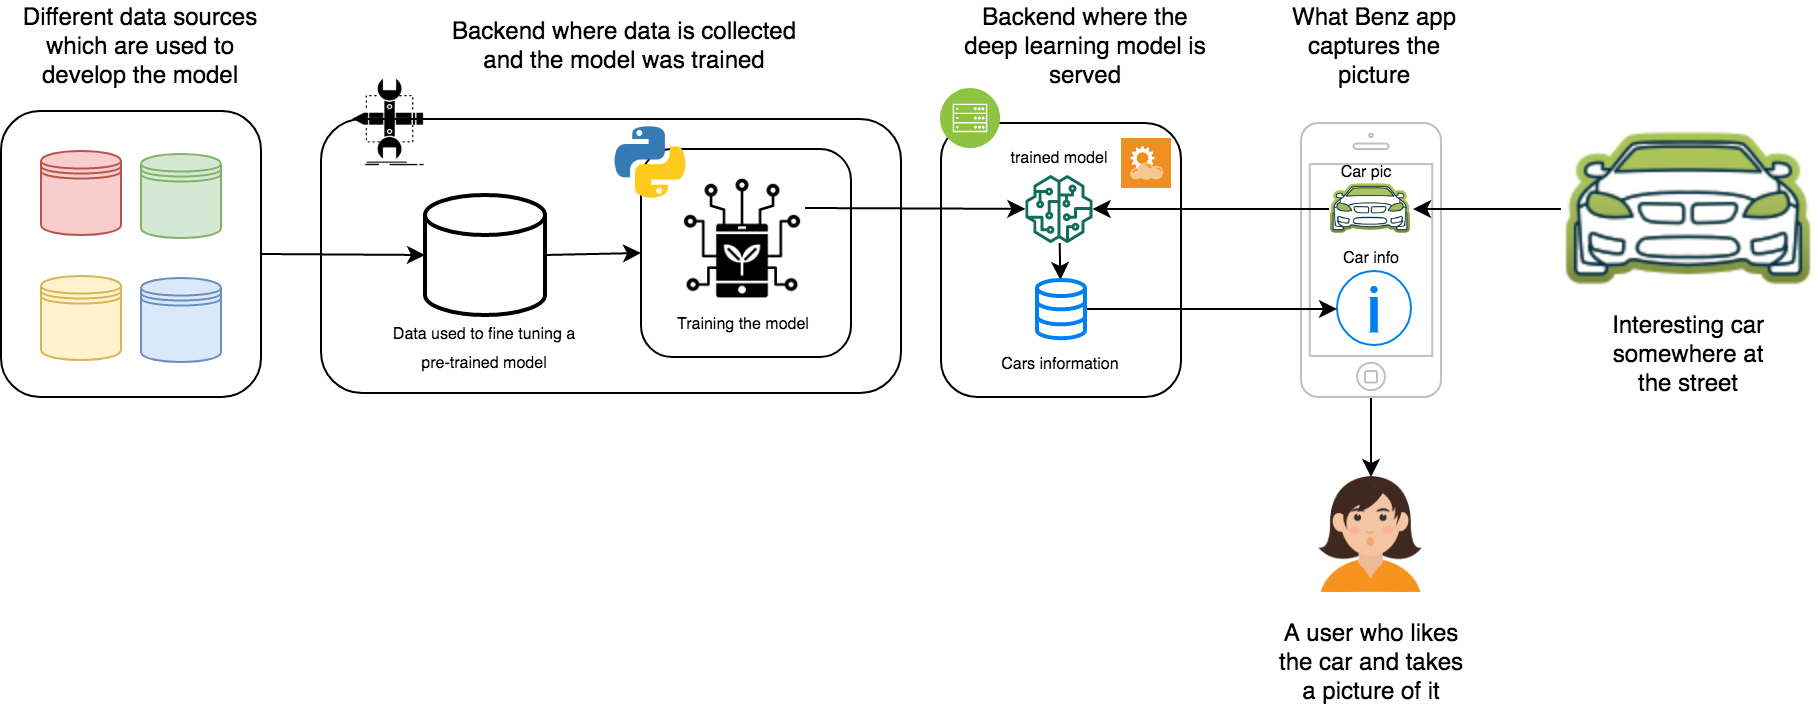 Different data sources
which are used to
develop the model
Backend where data is collected
and the model was trained
Backend where the
deep learning model is
served
What Benz app
captures the
picture
trained model
Car pic
Car info
Training the model
Data used to fine tuning a
pre-trained model
Cars information
Interesting car
somewhere at
the street
A user who likes
the car and takes
a picture of it